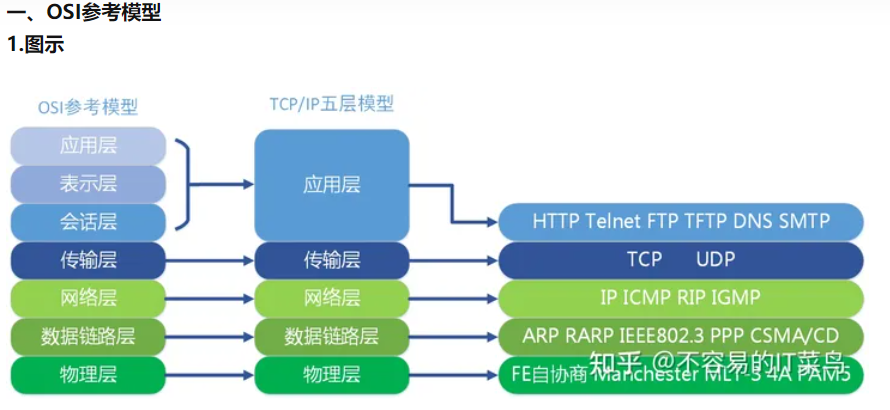 一、OSI参考模型
1.图示
OSI参考模型
TCP/IP五层模型
应用层
表示层
会话层
传输层
网络层
数据链路层
物理层
应用层
传输层
网络层
数据链路层
物理层
HTTP Telnet FTP TFTP DNS SMTP
TCP UDP
IP ICMP RIP IGMP
ARP RARP IEEE802.3 PPP CSMA/CD
FE自协商 Manchester MLT-3 4A PAM5
知乎 @不容易的IT菜鸟